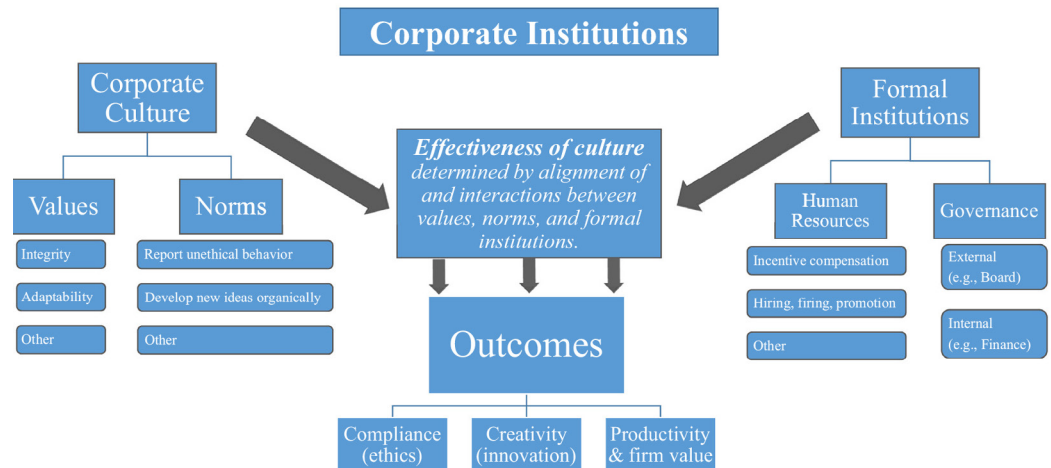 Corporate Institutions
Corporate
Culture
Values
Integrity
Adaptability
Other
Norms
Report unethical behavior
Develop new ideas organically
Other
Effectiveness of culture
determined by alignment of
and interactions between
values, norms, and formal
institutions.
Formal
Institutions
Human
Resources
Incentive compensation
Hiring, firing, promotion
Other
Governance
External
(e.g., Board)
Internal
(e.g., Finance)
Outcomes
Compliance
(ethics)
Creativity
(innovation)
Productivity
& firm value